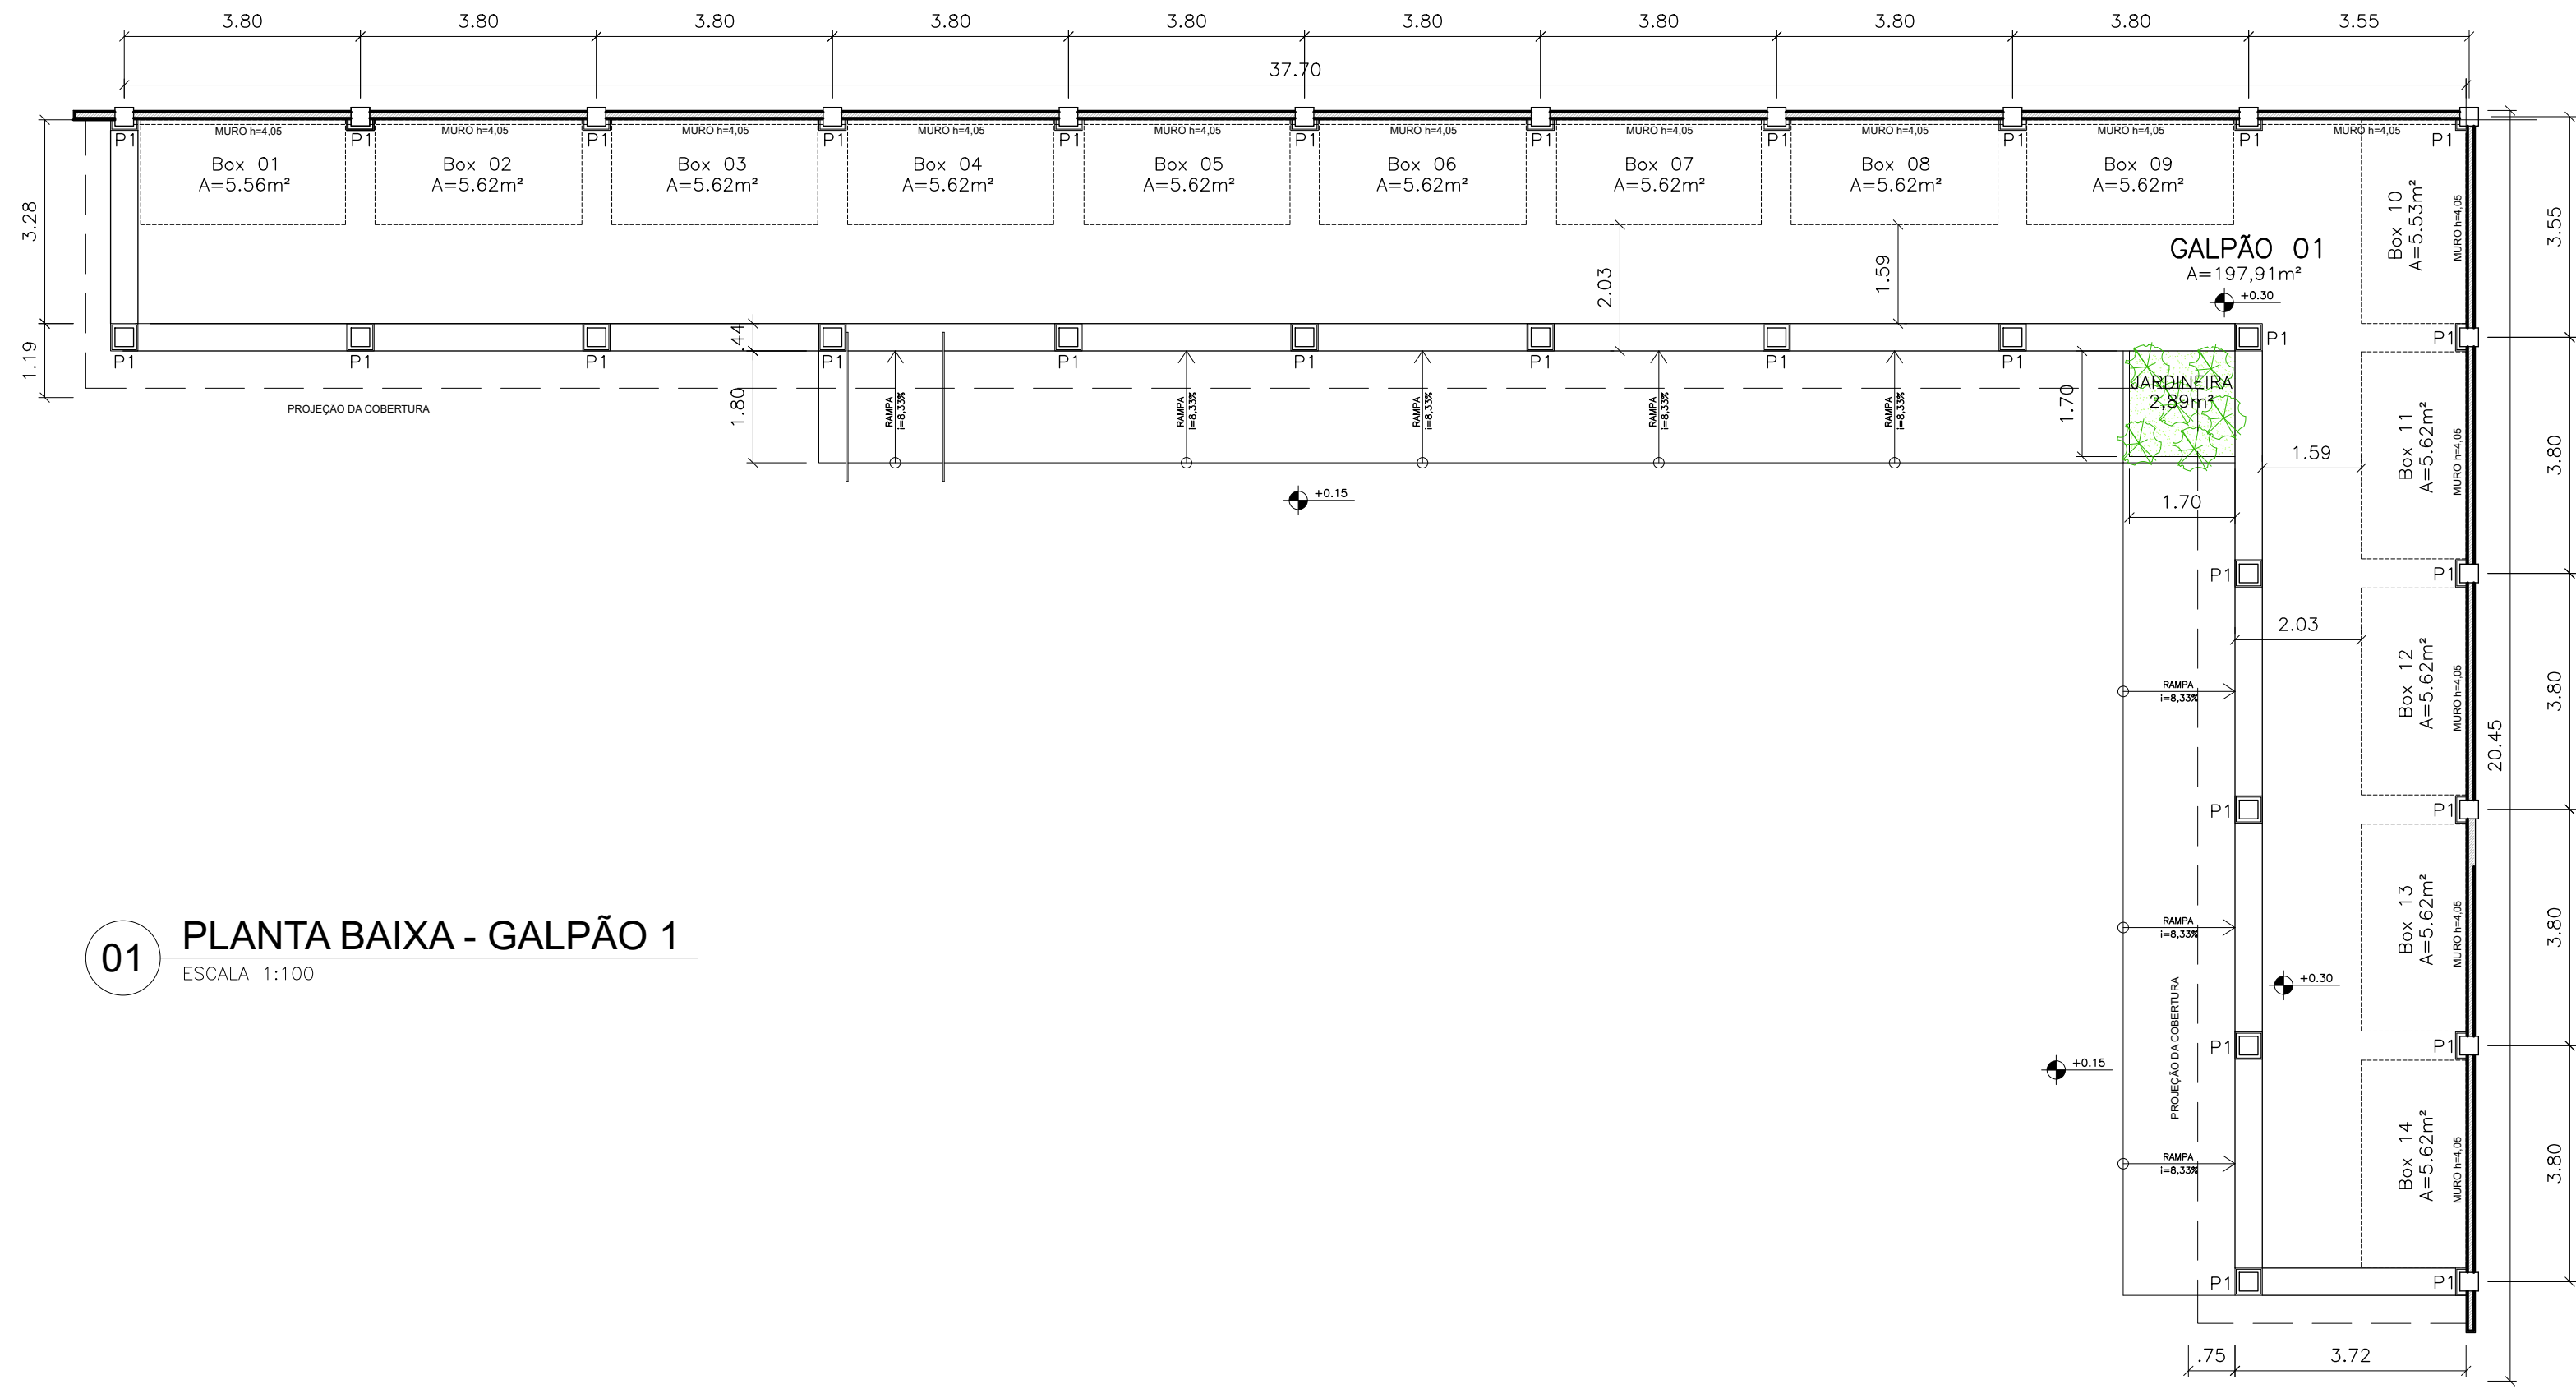 3.80
3.80
3.80
3.80
3.80
3.80
3.80
3.80
3.80
3.55
37.70
MURO h=4,05
MURO h=4,05
MURO h=4,05
MURO h=4,05
MURO h=4,05
MURO h=4,05
MURO h=4,05
MURO h=4,05
MURO h=4,05
MURO h=4,05
P1
P1
P1
P1
P1
P1
P1
P1
P1
P1
P1
Box 01
A=5.56m²
Box 02
A=5.62m²
Box 03
A=5.62m²
Box 04
A=5.62m²
Box 05
A=5.62m²
Box 06
A=5.62m²
Box 07
A=5.62m²
Box 08
A=5.62m²
Box 09
A=5.62m²
Box 10
A=5.53m²
MURO h=4,05
3.55
3.28
2.03
1.59
GALPÃO 01
A=197,91m²
+0.30
1.19
.44
1.80
P1
P1
P1
P1
P1
P1
P1
P1
P1
P1
P1
PROJEÇÃO DA COBERTURA
RAMPA
i=8,33%
RAMPA
i=8,33%
RAMPA
i=8,33%
RAMPA
i=8,33%
RAMPA
i=8,33%
1.70
JARDINEIRA
2,89m²
1.70
1.59
Box 11
A=5.62m²
MURO h=4,05
3.80
+0.15
P1
P1
2.03
Box 12
A=5.62m²
MURO h=4,05
3.80
RAMPA
i=8,33%
20.45
P1
P1
Box 13
A=5.62m²
MURO h=4,05
3.80
RAMPA
i=8,33%
+0.30
PROJEÇÃO DA COBERTURA
+0.15
P1
P1
Box 14
A=5.62m²
MURO h=4,05
3.80
RAMPA
i=8,33%
P1
P1
.75
3.72
01
PLANTA BAIXA - GALPÃO 1
ESCALA 1:100